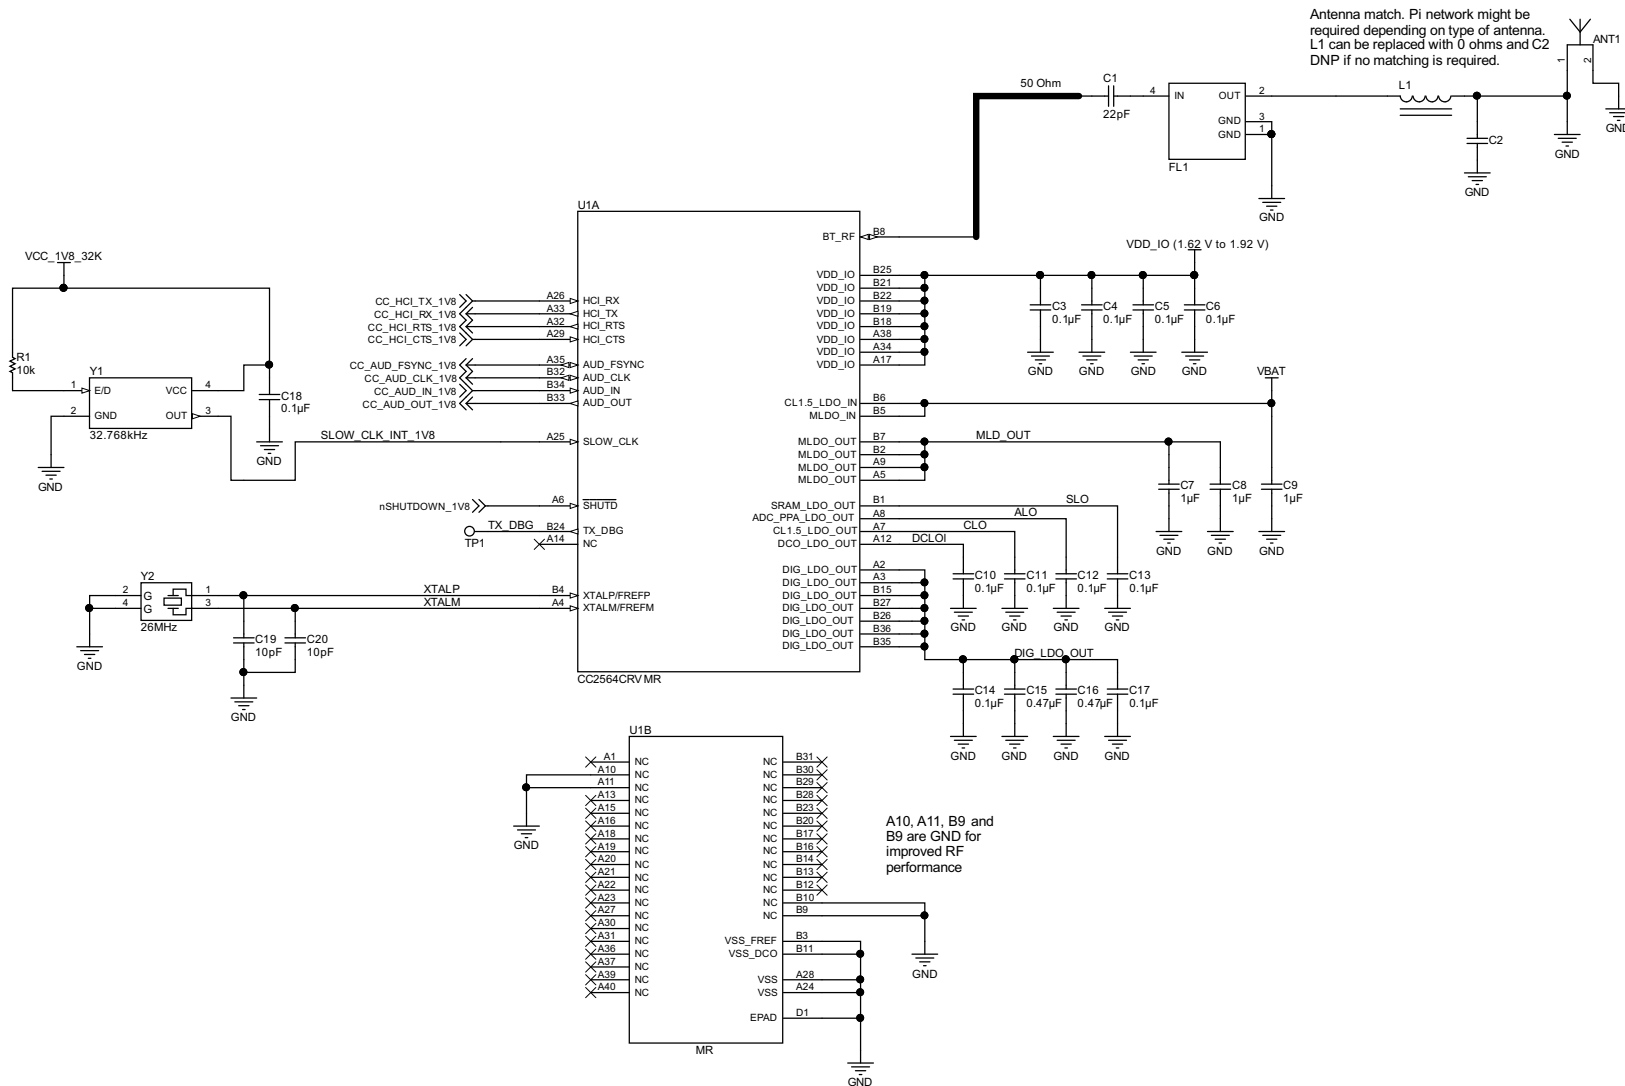 Antenna match. Pi network might be
required depending on type of antenna.
L1 can be replaced with 0 ohms and C2
DNP if no matching is required.
ANT1
1
2
GND
GND
50 Ohm
C1
22pF
4
IN
OUT
2
GND
3
GND
1
FL1
GND
L1
C2
GND
U1A
BT_RF
B8
VDD_IO (1.62 V to 1.92 V)
VDD_IO B25
VDD_IO B21
VDD_IO B22
VDD_IO B19
VDD_IO B18
VDD_IO A38
VDD_IO A34
VDD_IO A17
C3
0.1µF
C4
0.1µF
C5
0.1µF
C6
0.1µF
GND GND GND GND
VCC_1V8_32K
R1
10k
Y1
1 E/D VCC 4
2 GND OUT 3
32.768kHz
C18
0.1µF
GND
GND
SLOW_CLK_INT_1V8
CC_HCI_TX_1V8 A26 HCI_RX
CC_HCI_RX_1V8 A33 HCI_TX
CC_HCI_RTS_1V8 A32 HCI_RTS
CC_HCI_CTS_1V8 A29 HCI_CTS
CC_AUD_FSYNC_1V8 A35 AUD_FSYNC
CC_AUD_CLK_1V8 B32 AUD_CLK
CC_AUD_IN_1V8 B34 AUD_IN
CC_AUD_OUT_1V8 B33 AUD_OUT
A25 SLOW_CLK
nSHUTDOWN_1V8 A6 SHUTD
TX_DBG B24 TX_DBG
TP1
A14 NC
VBAT
CL1.5_LDO_IN B6
MLDO_IN B5
MLDO_OUT B7 MLD_OUT
MLDO_OUT B2
MLDO_OUT A9
MLDO_OUT A5
C7
1µF
C8
1µF
C9
1µF
GND GND GND
SRAM_LDO_OUT B1 SLO
ADC_PPA_LDO_OUT A8 ALO
CL1.5_LDO_OUT A7 CLO
DCO_LDO_OUT A12 DCLOI
C10
0.1µF
C11
0.1µF
C12
0.1µF
C13
0.1µF
GND GND GND GND
DIG_LDO_OUT A2
DIG_LDO_OUT A3
DIG_LDO_OUT B15
DIG_LDO_OUT B27
DIG_LDO_OUT B26
DIG_LDO_OUT B36
DIG_LDO_OUT B35
DIG_LDO_OUT
C14
0.1µF
C15
0.47µF
C16
0.47µF
C17
0.1µF
GND GND GND GND
Y2
2 G 1
4 G 3
26MHz
GND
XTALP B4 XTALP/FREFP
XTALM A4 XTALM/FREFM
C19
10pF
C20
10pF
GND
CC2564CRVMR
U1B
A1 NC NC B31
A10 NC NC B30
A11 NC NC B29
A13 NC NC B28
A15 NC NC B23
A16 NC NC B20
A18 NC NC B17
A19 NC NC B16
A20 NC NC B14
A21 NC NC B13
A22 NC NC B12
A23 NC NC B10
A27 NC NC B9
A30 NC
A31 NC VSS_FREF B3
A36 NC VSS_DCO B11
A37 NC
A39 NC VSS A28
A40 NC VSS A24
EPAD D1
MR
GND
GND
GND
A10, A11, B9 and
B9 are GND for
improved RF
performance